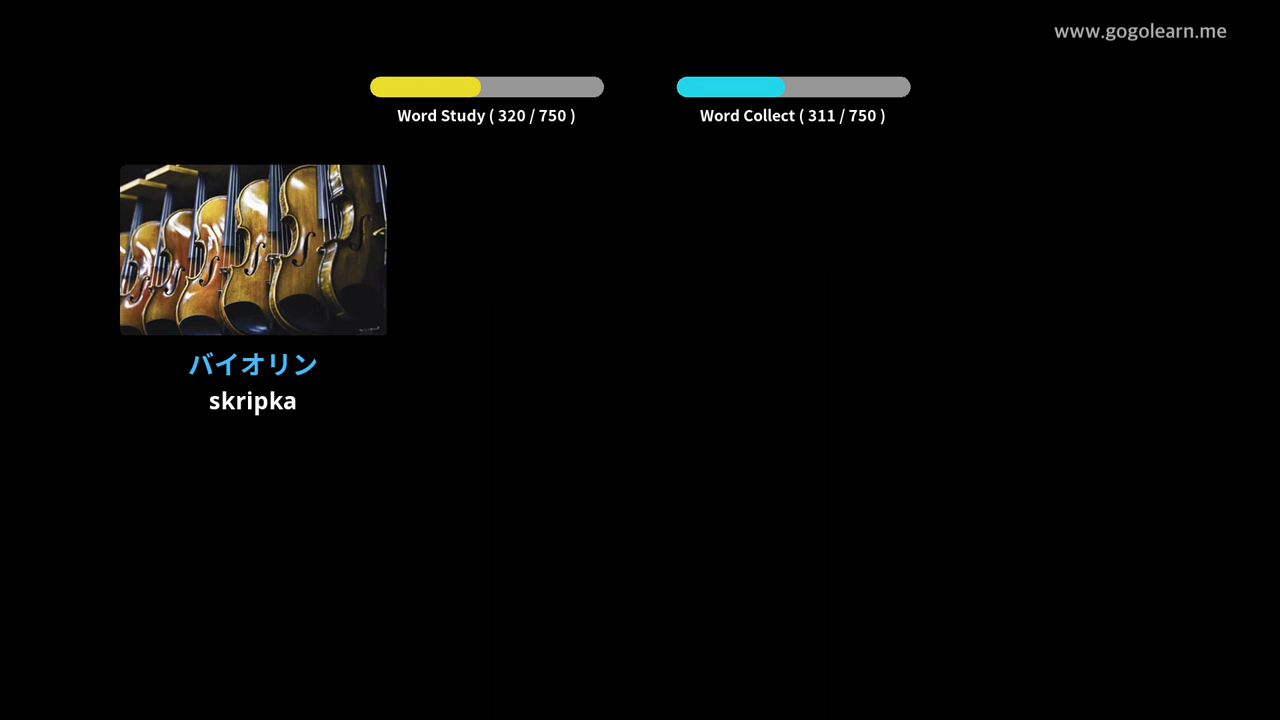 www.gogolearn.me
Word Study ( 320 / 750 )
Word Collect ( 311 / 750 )
バイオリン
skripka